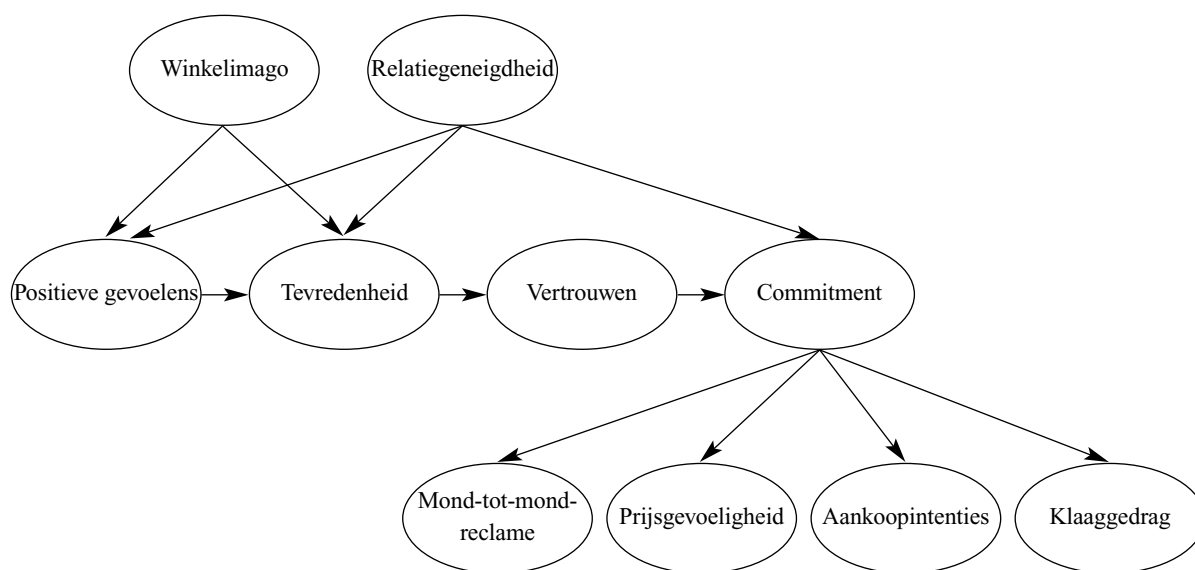 Winkelimago
Relatiegeneigdheid
Positieve gevoelens
Tevredenheid
Vertrouwen
Commitment
Mond-tot-mond-
reclame
Prijsgevoeligheid
Aankoopintenties
Klaaggedrag